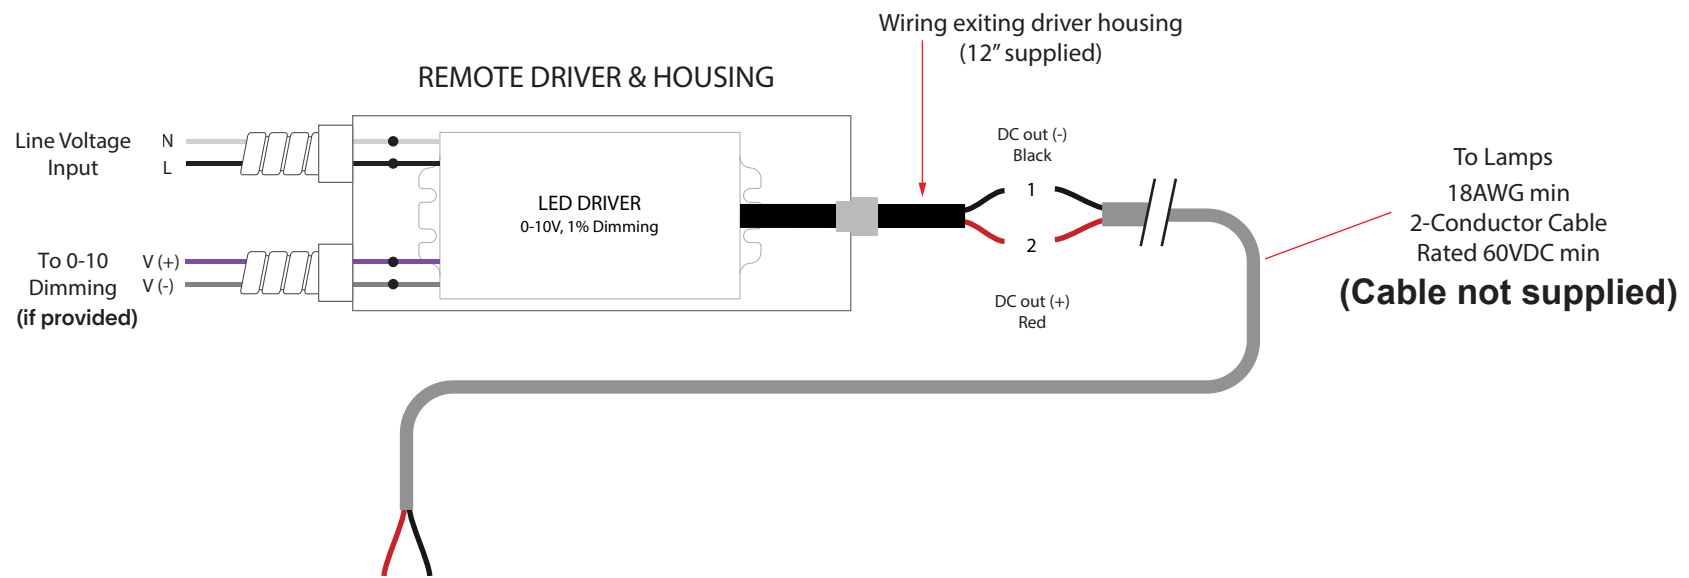 Wiring exiting driver housing
(12” supplied)
REMOTE DRIVER & HOUSING
Line Voltage
Input
N
L
LED DRIVER
0-10V, 1% Dimming
To 0-10
Dimming
(if provided)
V (+)
V (-)
DC out (-)
Black
1
2
DC out (+)
Red
To Lamps
18AWG min
2-Conductor Cable
Rated 60VDC min
(Cable not supplied)